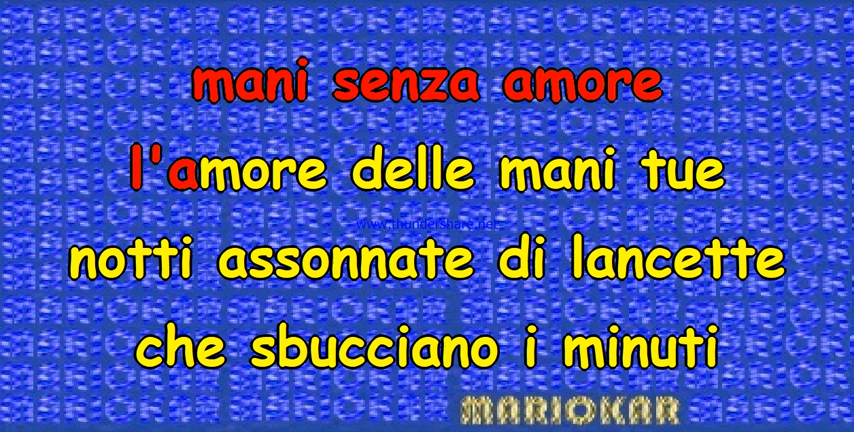 mani senza amore
l'amore delle mani tue
www.thundershare.net
notti assonnate di lancette
che sbucciano i minuti
MARIOKAR